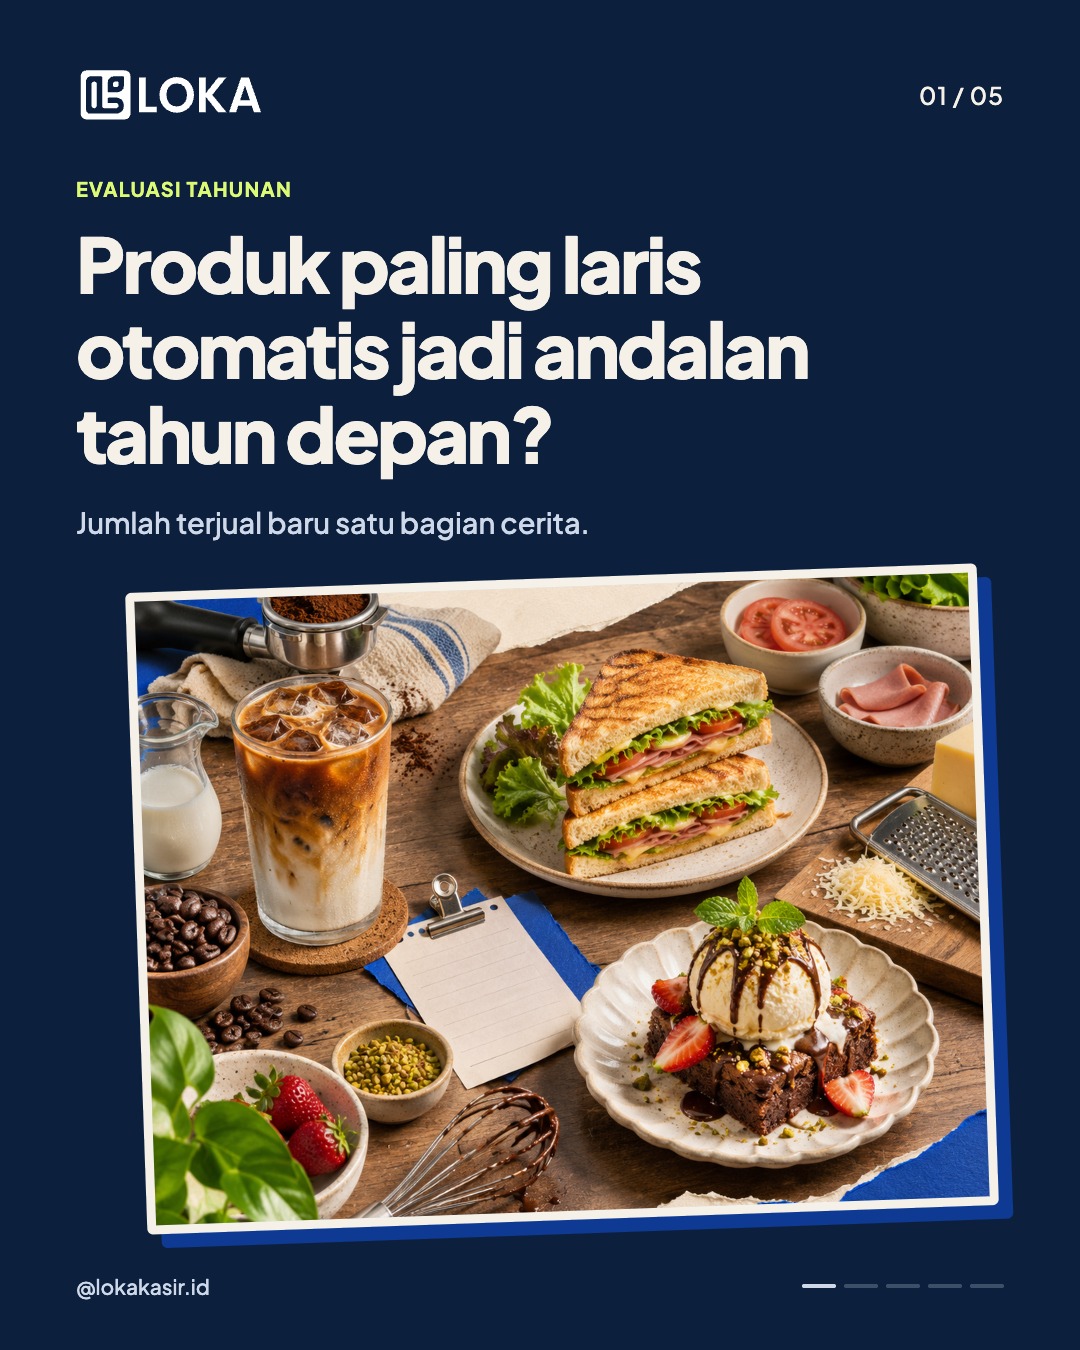 LOKA
01 / 05
EVALUASI TAHUNAN
Produk paling laris
otomatis jadi andalan
tahun depan?
Jumlah terjual baru satu bagian cerita.
@lokakasir.id